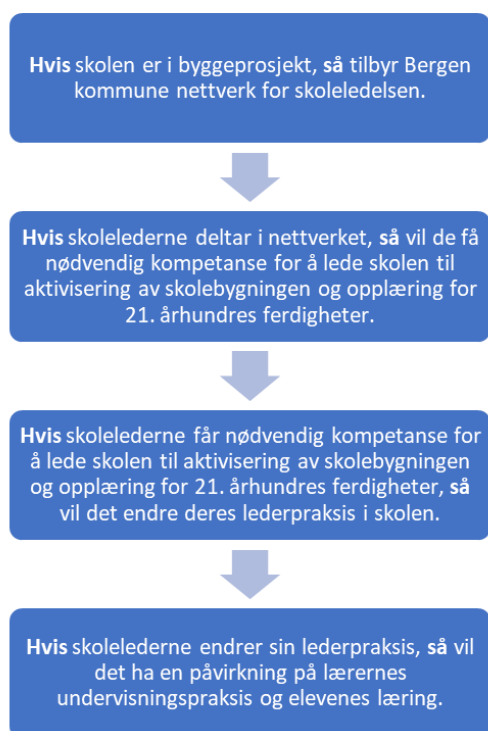 Hvis skolen er i byggeprosjekt, så tilbyr Bergen
kommune nettverk for skoleledelsen.
Hvis skolelederne deltar i nettverket, så vil de få
nødvendig kompetanse for å lede skolen til
aktivisering av skolebygningen og opplæring for
21. århundres ferdigheter.
Hvis skolelederne får nødvendig kompetanse for
å lede skolen til aktivisering av skolebygningen
og opplæring for 21. århundres ferdigheter, så
vil det endre deres lederpraksis i skolen.
Hvis skolelederne endrer sin lederpraksis, så vil
det ha en påvirkning på lærernes
undervisningspraksis og elevenes læring.